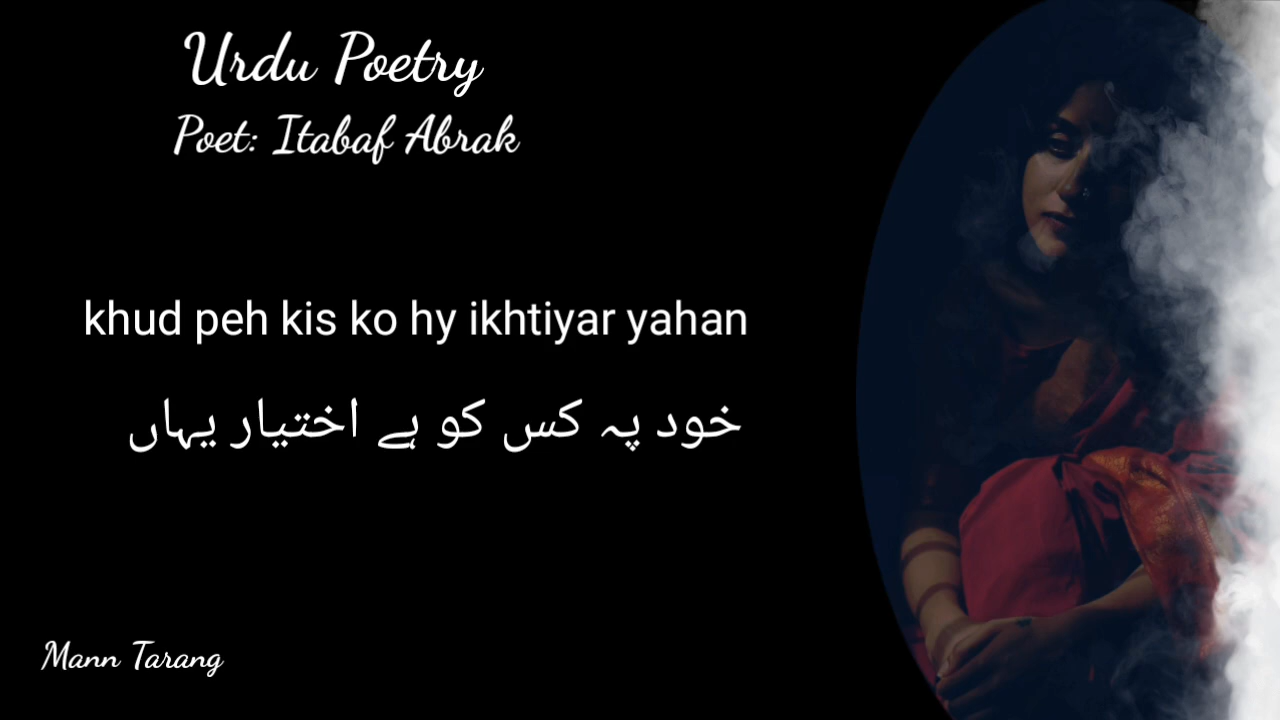 Urdu Poetry
Poet: Itabaf Abrak
khud peh kis ko hy ikhtiyar yahan
خود پہ کس کو ہے اختیار یہاں
Mann Tarang